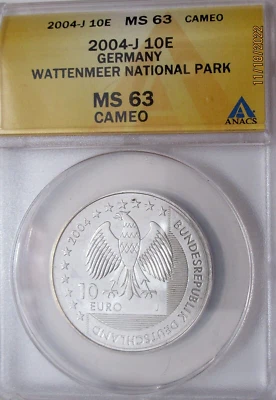 2004-J 10E MS 63 CAMEO
2004-J 10E
GERMANY
WATTENMEER NATIONAL PARK
MS 63
CAMEO
ANACS
11/19/2022
2004
BUNDESREPUBLIK DEUTSCHLAND
10
EURO